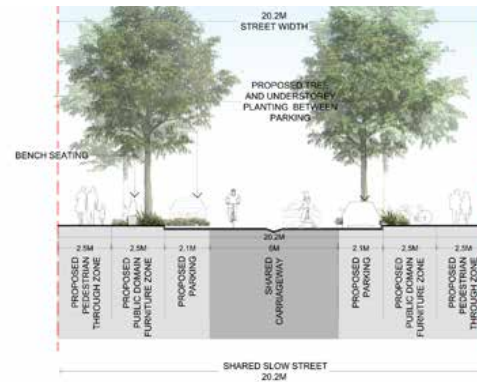 20.2M
STREET WIDTH
PROPOSED TREE
AND UNDERSTOREY
PLANTING BETWEEN
PARKING
BENCH SEATING
20.2M
2.5M
2.5M
2.1M
6M
2.1M
2.5M
2.5M
PROPOSED
PEDESTRIAN
THROUGH ZONE
PROPOSED
PUBLIC DOMAIN
FURNITURE ZONE
PROPOSED
PARKING
SHARED
CARRIAGEWAY
PROPOSED
PARKING
PROPOSED
PUBLIC DOMAIN
FURNITURE ZONE
PROPOSED
PEDESTRIAN
THROUGH ZONE
SHARED SLOW STREET
20.2M